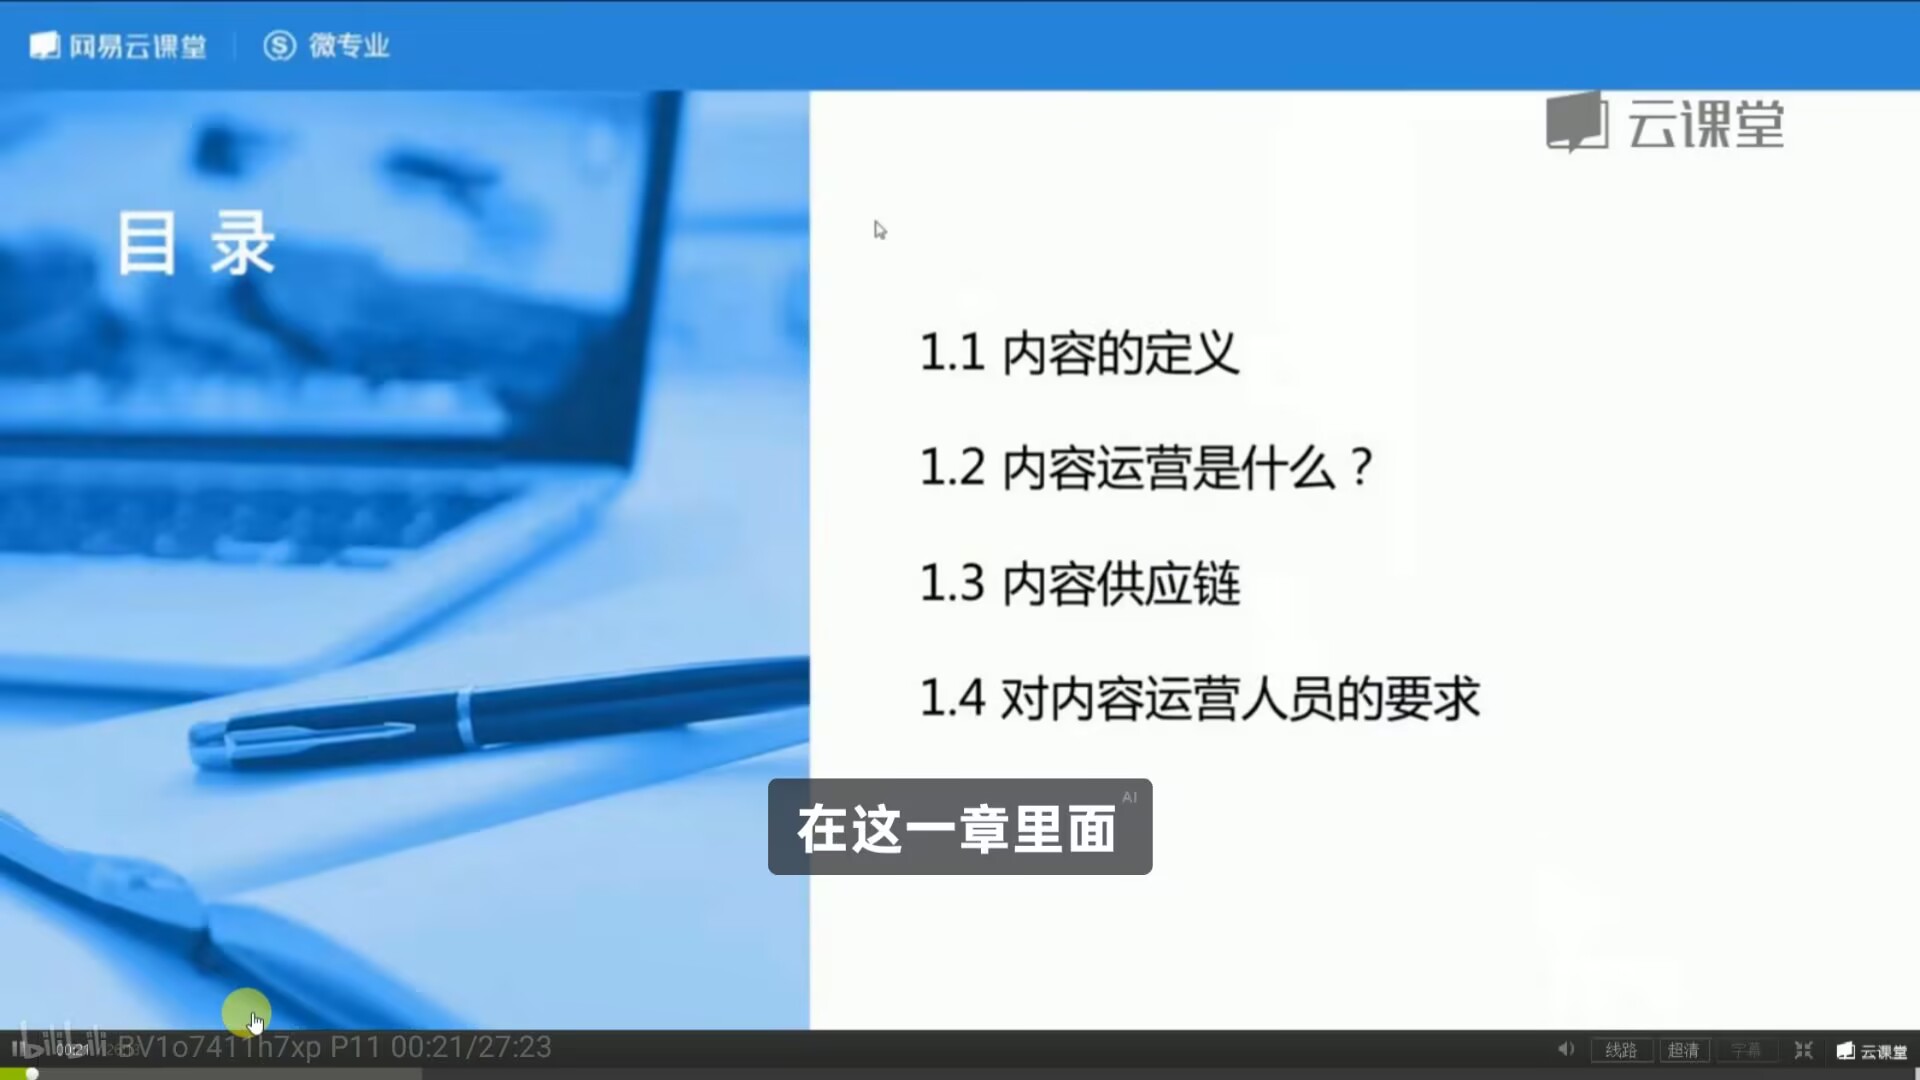 网易云课堂 微专业
云课堂
目 录
1.1 内容的定义
1.2 内容运营是什么？
1.3 内容供应链
1.4 对内容运营人员的要求
AI
在这一章里面
bilibili BV1o7411h7xp P11 00:21/27:23
00:21
线路 超清 字幕 云课堂